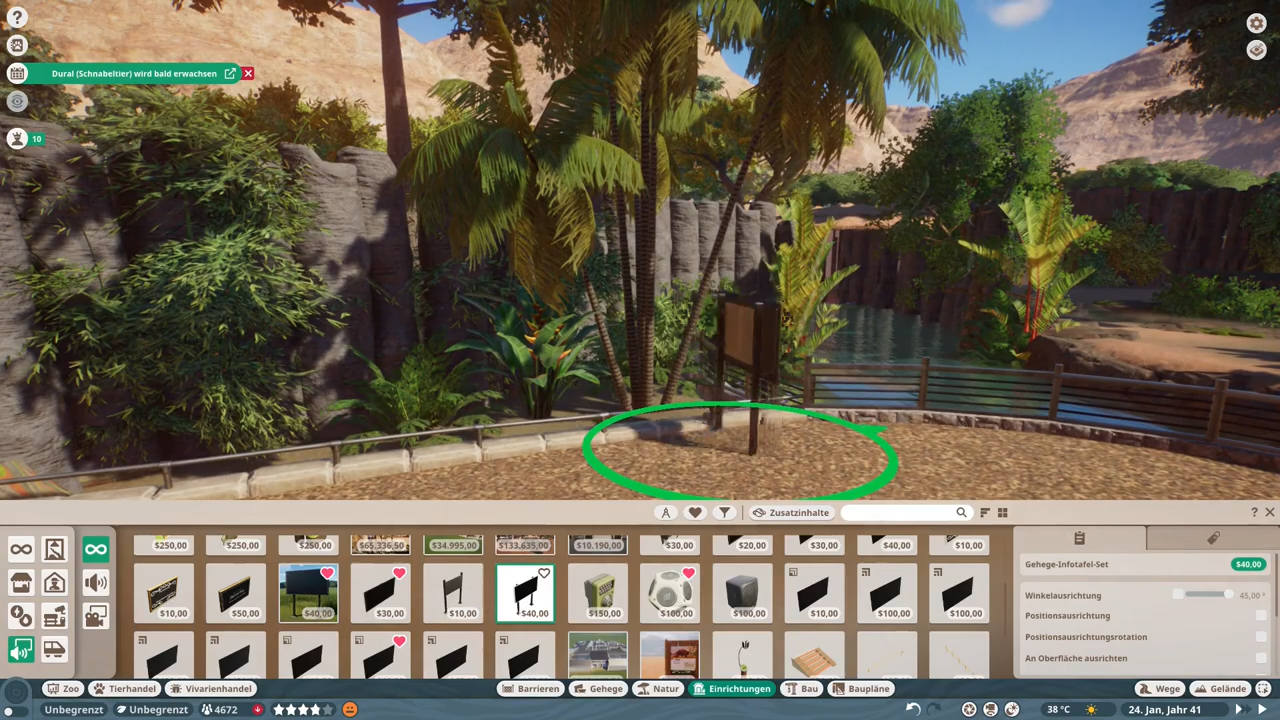 ?
Dural (Schnabeltier) wird bald erwachsen
10
Zusatzinhalte
? ×
$250,00 $250,00 $250,00 $65.336,50 $34.995,00 $133.635,00 $10.190,00 $30,00 $20,00 $30,00 $40,00 $10,00
$10,00 $50,00 $40,00 $30,00 $10,00 $40,00 $150,00 $100,00 $100,00 $10,00 $100,00 $100,00
Gehege-Infotafel-Set $40,00
Winkelausrichtung 45,00°
Positionsausrichtung
Positionsausrichtungsrotation
An Oberfläche ausrichten
Zoo Tierhandel Vivarienhandel Barrieren Gehege Natur Einrichtungen Bau Baupläne Wege Gelände
Unbegrenzt Unbegrenzt 4672 38 °C 24. Jan, Jahr 41